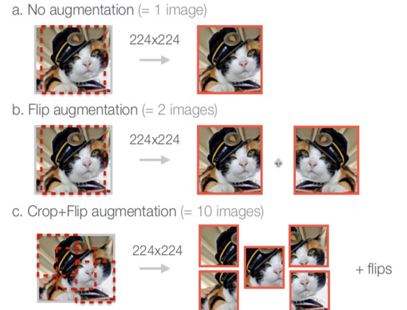 a. No augmentation (= 1 image)
224x224
b. Flip augmentation (= 2 images)
224x224
+
c. Crop+Flip augmentation (= 10 images)
224x224
+ flips